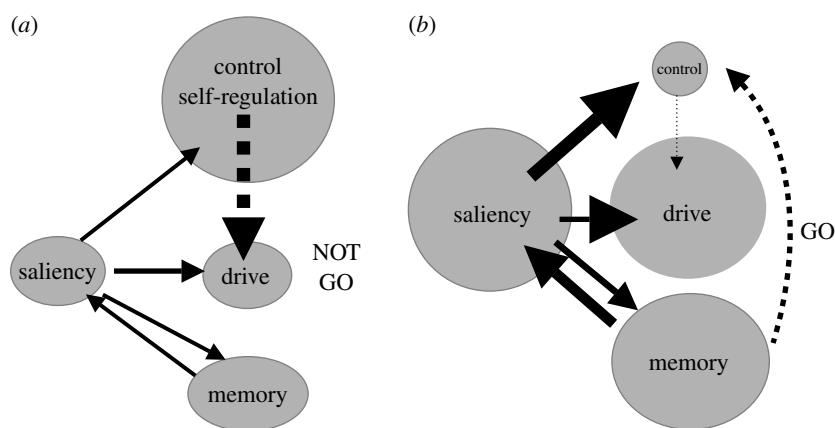 (a)
control
self-regulation
saliency
drive
NOT
GO
memory
(b)
control
saliency
drive
GO
memory